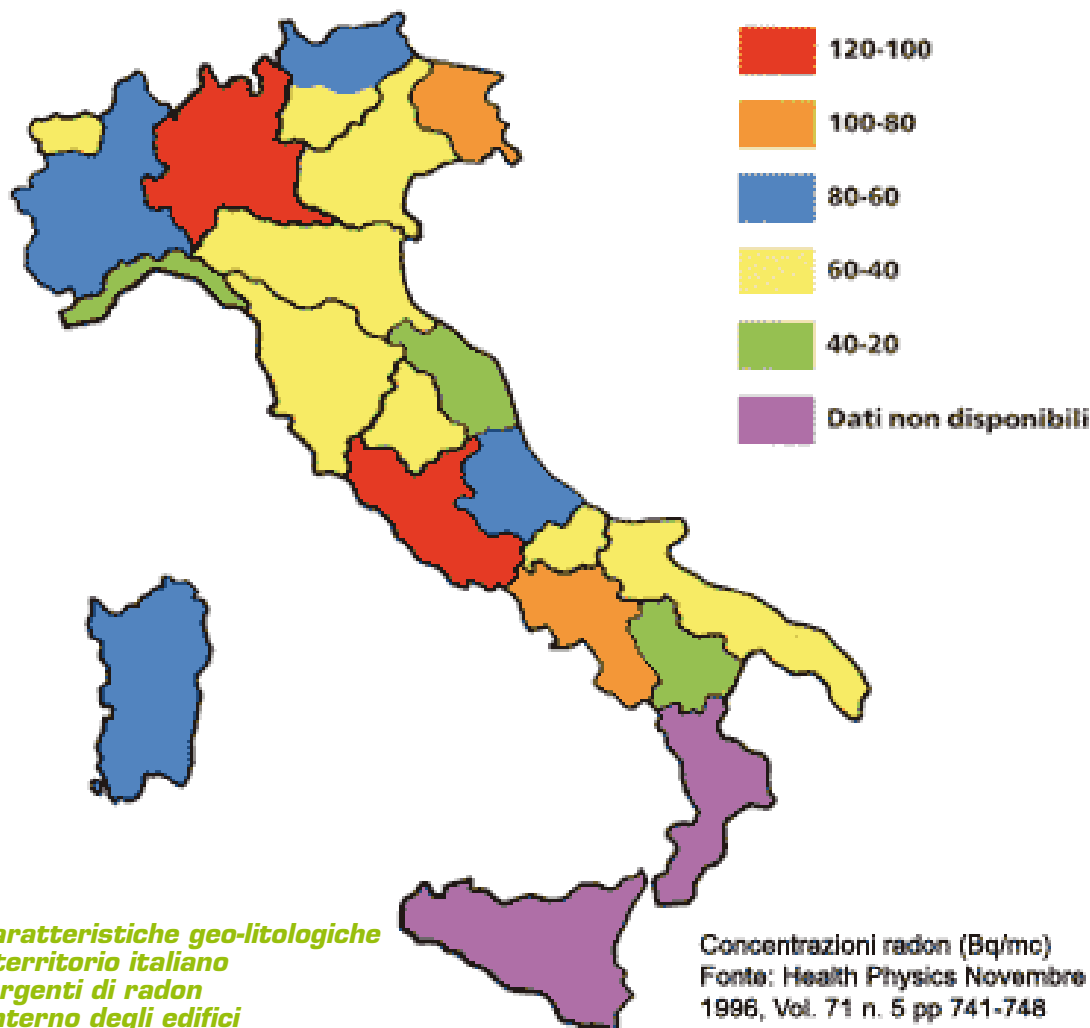 120-100
100-80
80-60
60-40
40-20
Dati non disponibili
aratteristiche geo-litologiche
territorio italiano
rgenti di radon
nterno degli edifici
Concentrazioni radon (Bq/mc)
Fonte: Health Physics Novembre
1996, Vol. 71 n. 5 pp 741-748